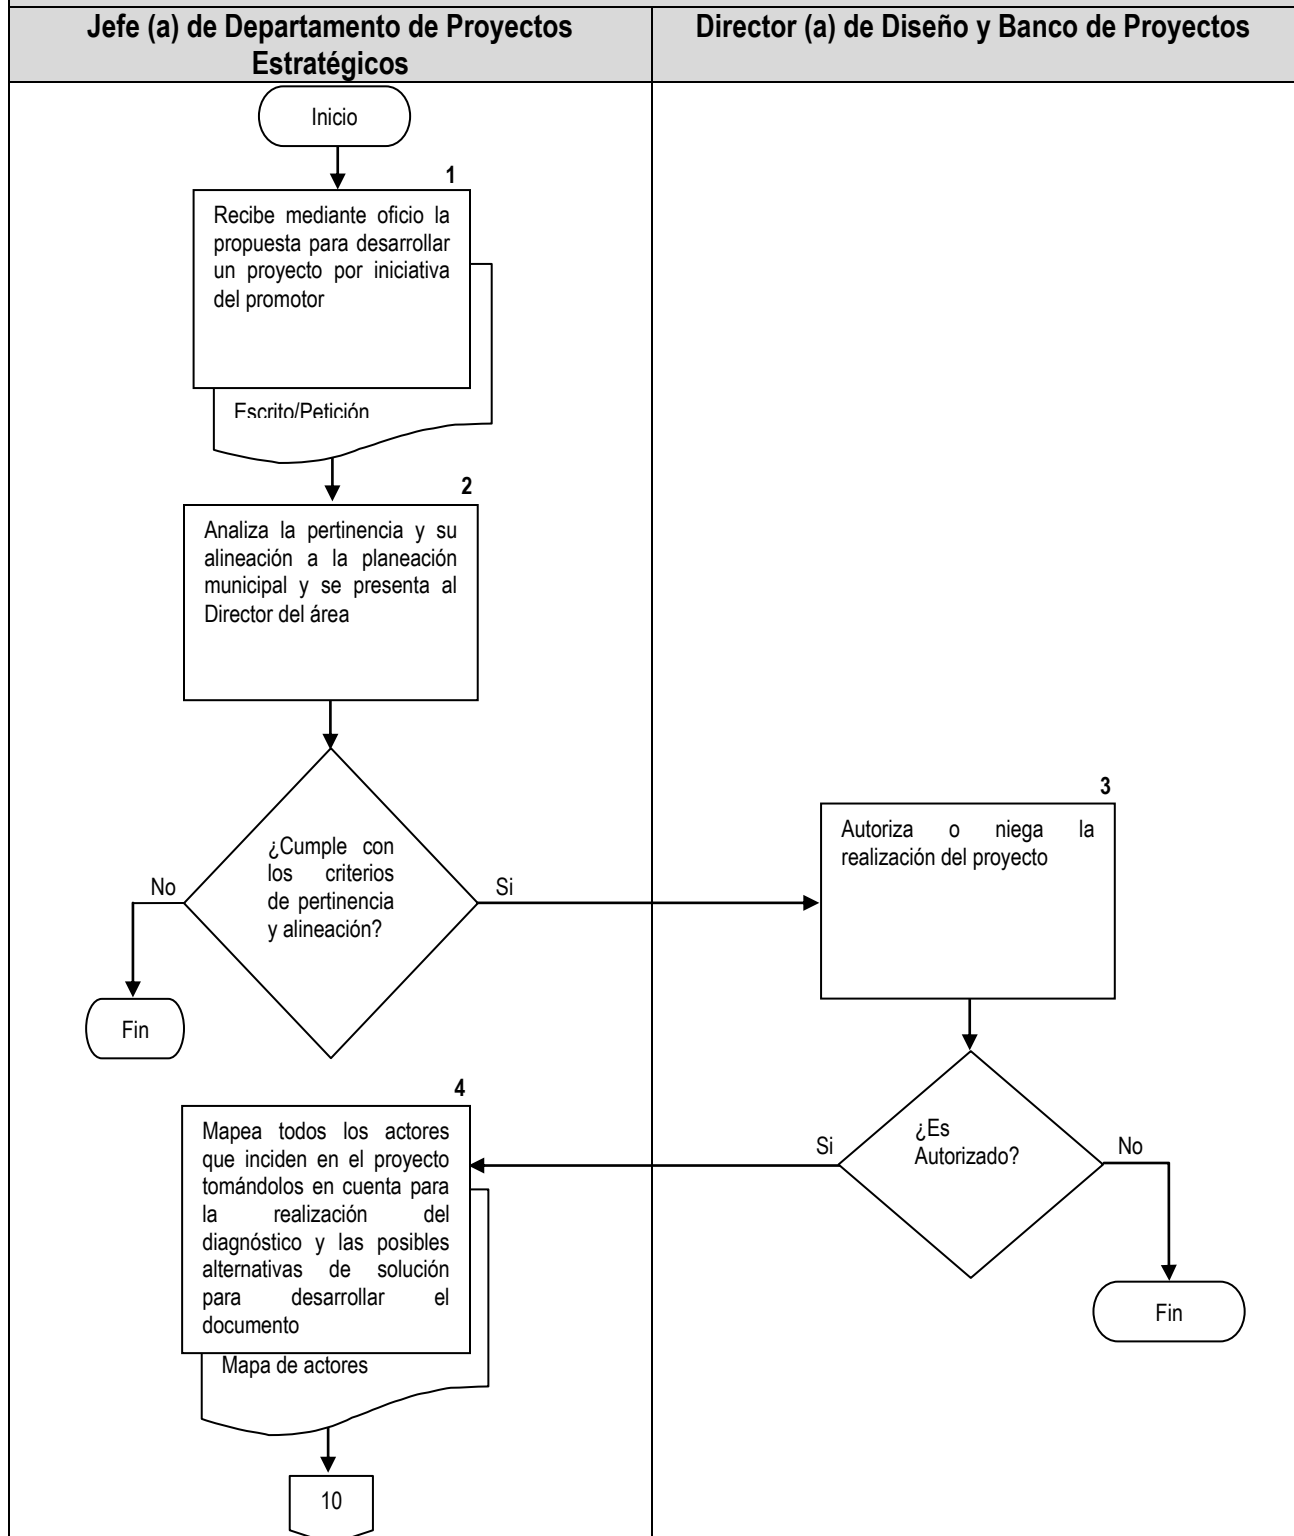 Jefe (a) de Departamento de Proyectos
Estratégicos
Director (a) de Diseño y Banco de Proyectos
Inicio
1
Recibe mediante oficio la
propuesta para desarrollar
un proyecto por iniciativa
del promotor
Escrito/Petición
2
Analiza la pertinencia y su
alineación a la planeación
municipal y se presenta al
Director del área
¿Cumple con
los criterios
de pertinencia
y alineación?
No
Si
Fin
3
Autoriza o niega la
realización del proyecto
¿Es
Autorizado?
Si
No
Fin
4
Mapea todos los actores
que inciden en el proyecto
tomándolos en cuenta para
la realización del
diagnóstico y las posibles
alternativas de solución
para desarrollar el
documento
Mapa de actores
10